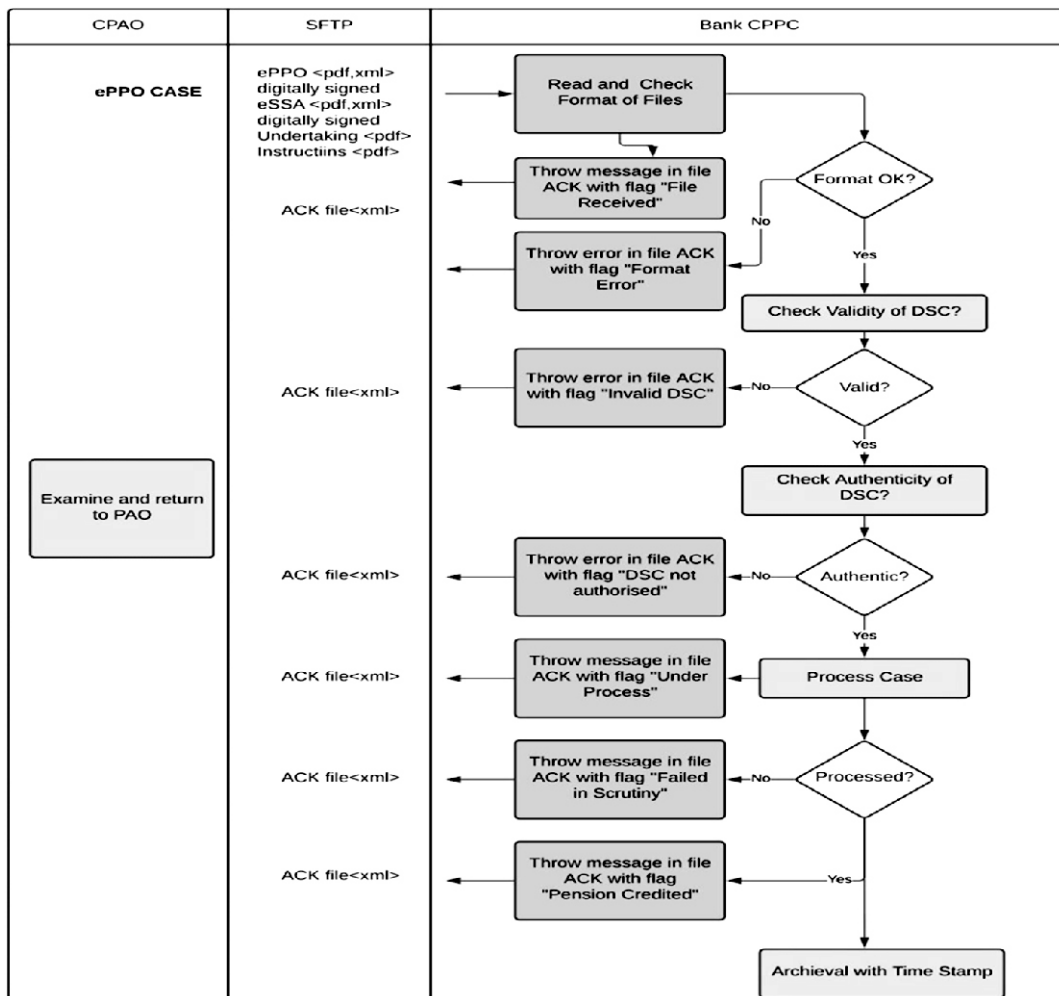 CPAO
SFTP
Bank CPPC
ePPO CASE
ePPO <pdf,xml>
digitally signed
eSSA <pdf,xml>
digitally signed
Undertaking <pdf>
Instructiins <pdf>
Read and Check
Format of Files
Format OK?
Throw message in file
ACK with flag "File
Received"
ACK file<xml>
No
Throw error in file ACK
with flag "Format
Error"
Yes
Check Validity of DSC?
ACK file<xml>
Throw error in file ACK
with flag "Invalid DSC"
No
Valid?
Yes
Examine and return
to PAO
Check Authenticity of
DSC?
ACK file<xml>
Throw error in file ACK
with flag "DSC not
authorised"
No
Authentic?
Yes
ACK file<xml>
Throw message in file
ACK with flag "Under
Process"
Process Case
ACK file<xml>
Throw message in file
ACK with flag "Failed
in Scrutiny"
No
Processed?
ACK file<xml>
Throw message in file
ACK with flag
"Pension Credited"
Yes
Archieval with Time Stamp